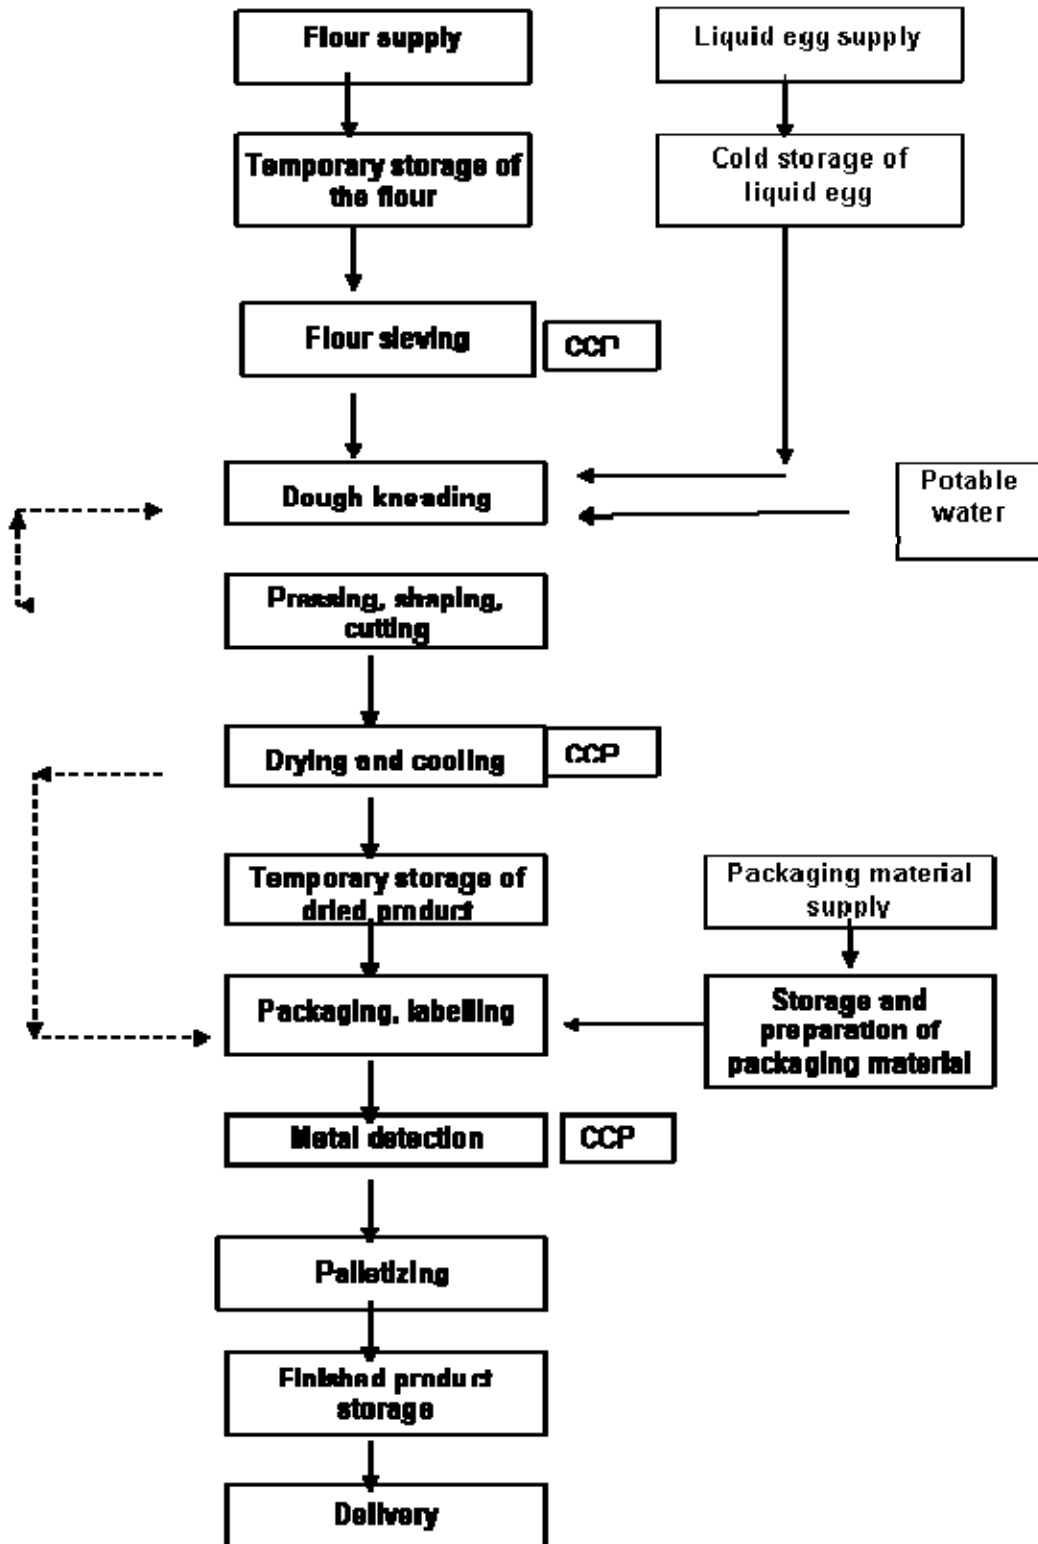 Flour supply
Liquid egg supply
Temporary storage of
the flour
Cold storage of
liquid egg
Flour sieving
CCP
Dough kneading
Potable
water
Pressing, shaping,
cutting
Drying and cooling
CCP
Temporary storage of
dried product
Packaging material
supply
Packaging, labelling
Storage and
preparation of
packaging material
Metal detection
CCP
Palletizing
Finished product
storage
Delivery